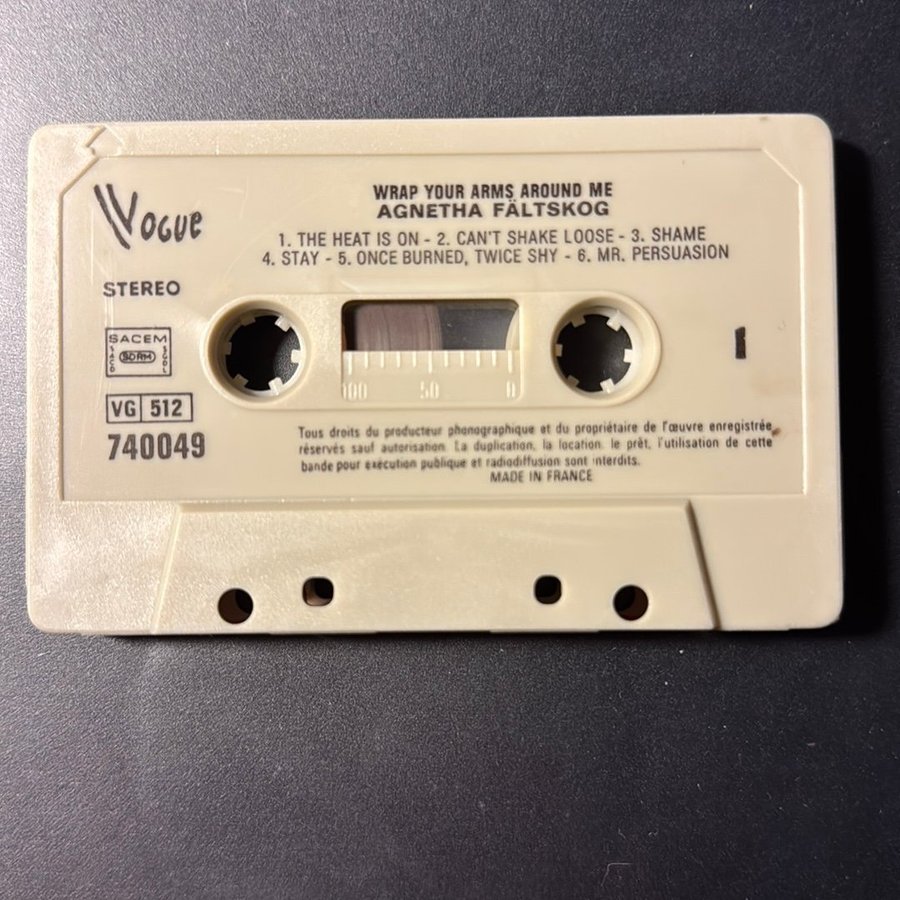 Vogue
WRAP YOUR ARMS AROUND ME
AGNETHA FÄLTSKOG
1. THE HEAT IS ON - 2. CAN'T SHAKE LOOSE - 3. SHAME
4. STAY - 5. ONCE BURNED, TWICE SHY - 6. MR. PERSUASION
STEREO
SACEM
SACD
SDRM
SGDL
100 50 0
1
VG 512
740049
Tous droits du producteur phonographique et du propriétaire de l'œuvre enregistrée
réservés sauf autorisation. La duplication, la location, le prêt, l'utilisation de cette
bande pour exécution publique et radiodiffusion sont interdits.
MADE IN FRANCE